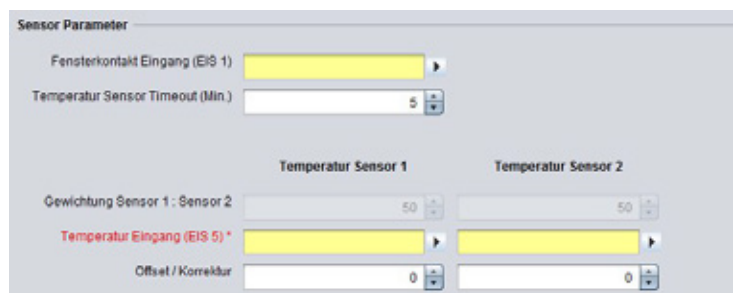 Sensor Parameter
Fensterkontakt Eingang (EIS 1)
Temperatur Sensor Timeout (Min.) 5
Temperatur Sensor 1 Temperatur Sensor 2
Gewichtung Sensor 1 : Sensor 2 50 50
Temperatur Eingang (EIS 5) *
Offset / Korrektur 0 0